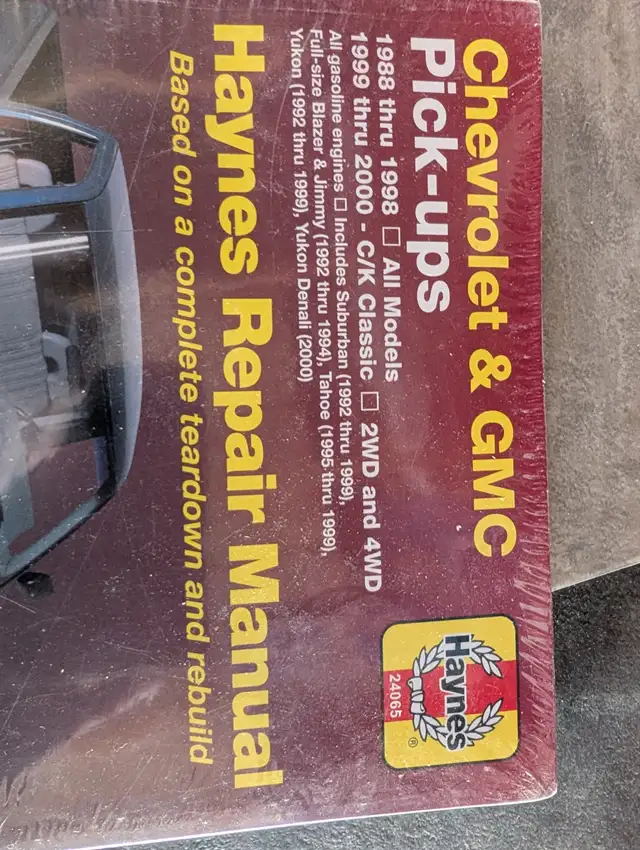 Chevrolet & GMC
Pick-ups
1988 thru 1998 □ All Models
1999 thru 2000 - C/K Classic □ 2WD and 4WD
All gasoline engines □ Includes Suburban (1992 thru 1999),
Full-size Blazer & Jimmy (1992 thru 1994), Tahoe (1995 thru 1999),
Yukon (1992 thru 1999), Yukon Denali (2000)
Haynes
24065
®
Haynes Repair Manual
Based on a complete teardown and rebuild